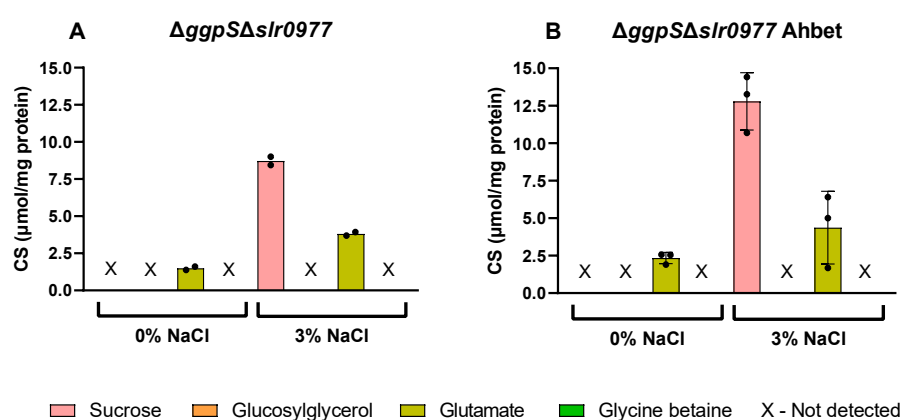 A ΔggpSΔslr0977
CS (µmol/mg protein)
15.0
12.5
10.0
7.5
5.0
2.5
0.0
X X X X X
0% NaCl 3% NaCl
B ΔggpSΔslr0977 Ahbet
CS (µmol/mg protein)
15.0
12.5
10.0
7.5
5.0
2.5
0.0
X X X X X
0% NaCl 3% NaCl
Sucrose Glucosylglycerol Glutamate Glycine betaine X - Not detected